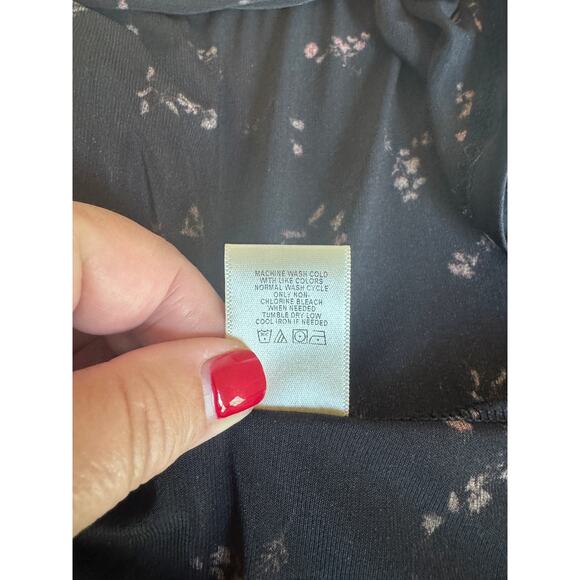 MACHINE WASH COLD
WITH LIKE COLORS
NORMAL WASH CYCLE
ONLY NON-
CHLORINE BLEACH
WHEN NEEDED
TUMBLE DRY LOW
COOL IRON IF NEEDED